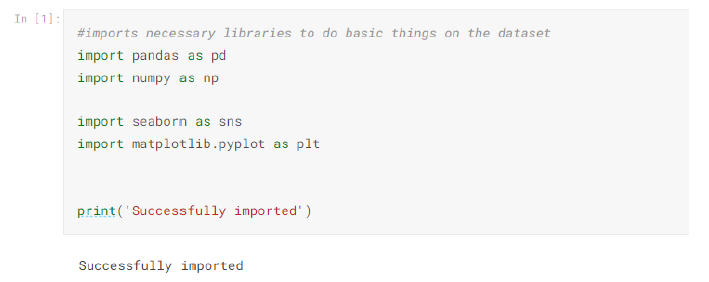 In [1]:
#imports necessary libraries to do basic things on the dataset
import pandas as pd
import numpy as np
import seaborn as sns
import matplotlib.pyplot as plt
print('Successfully imported')
Successfully imported